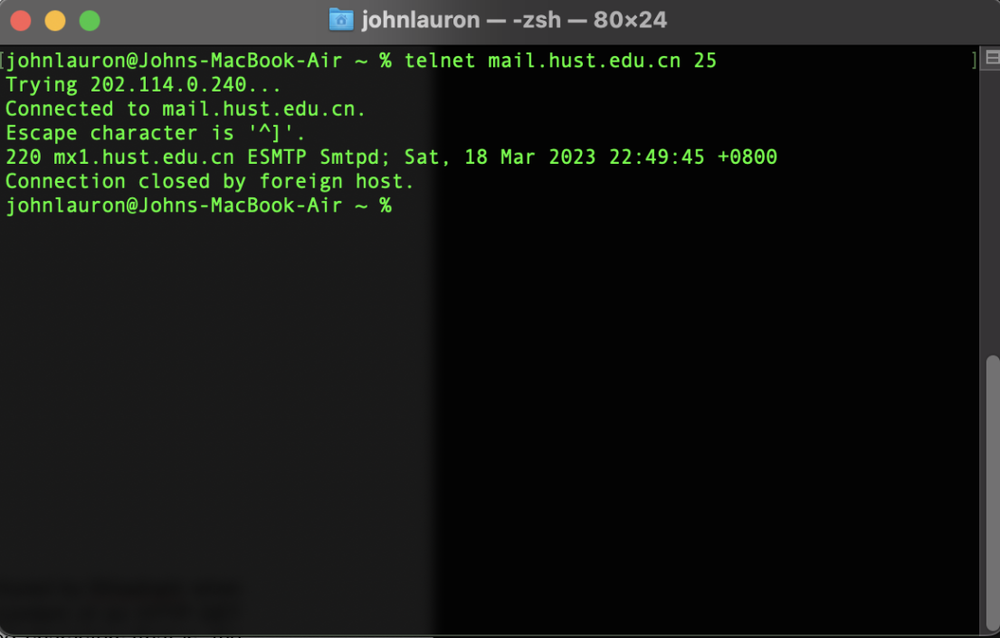 johnlauron — -zsh — 80×24
[johnlauron@Johns-MacBook-Air ~ % telnet mail.hust.edu.cn 25 ]
Trying 202.114.0.240...
Connected to mail.hust.edu.cn.
Escape character is '^]'.
220 mx1.hust.edu.cn ESMTP Smtpd; Sat, 18 Mar 2023 22:49:45 +0800
Connection closed by foreign host.
johnlauron@Johns-MacBook-Air ~ %